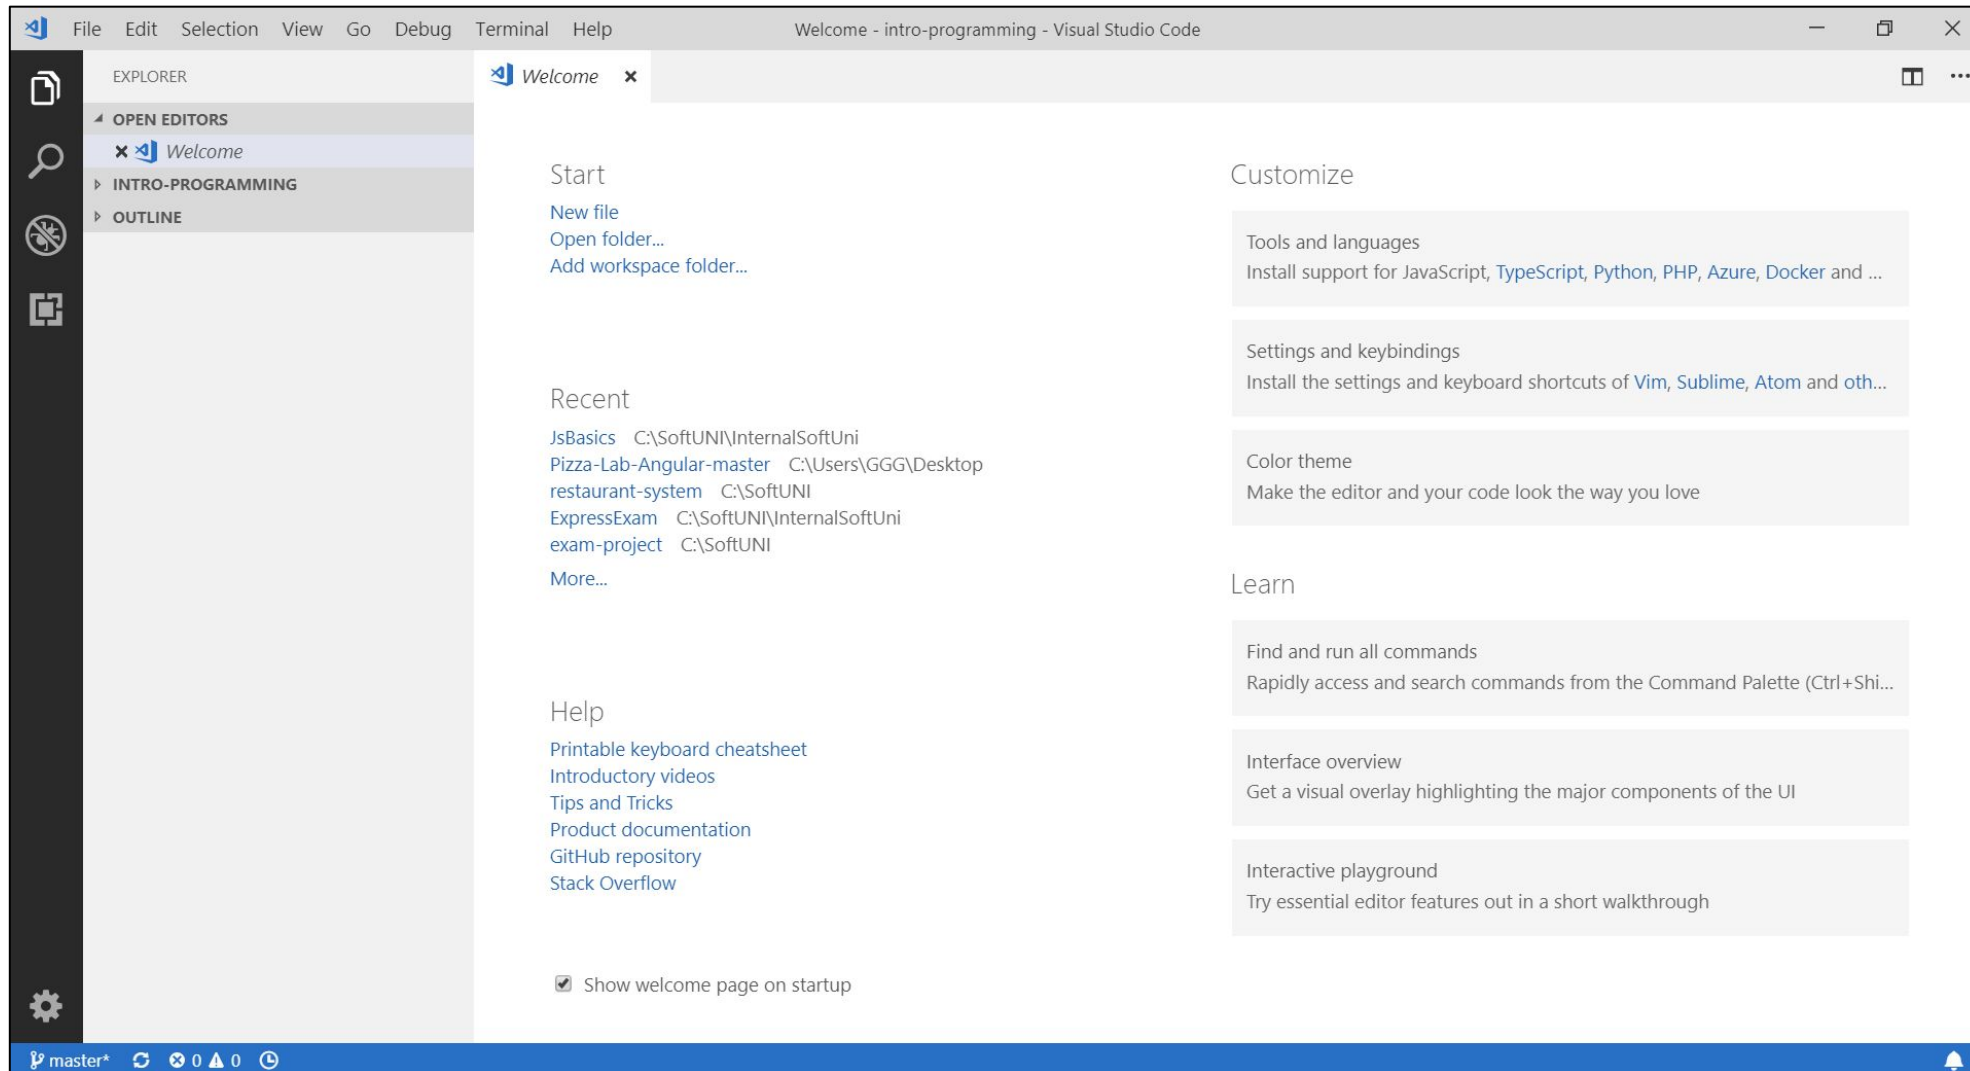 File Edit Selection View Go Debug Terminal Help Welcome - intro-programming - Visual Studio Code
EXPLORER
OPEN EDITORS
Welcome
INTRO-PROGRAMMING
OUTLINE
Welcome
Start
New file
Open folder...
Add workspace folder...
Recent
JsBasics C:\SoftUNI\InternalSoftUni
Pizza-Lab-Angular-master C:\Users\GGG\Desktop
restaurant-system C:\SoftUNI
ExpressExam C:\SoftUNI\InternalSoftUni
exam-project C:\SoftUNI
More...
Help
Printable keyboard cheatsheet
Introductory videos
Tips and Tricks
Product documentation
GitHub repository
Stack Overflow
Show welcome page on startup
Customize
Tools and languages
Install support for JavaScript, TypeScript, Python, PHP, Azure, Docker and ...
Settings and keybindings
Install the settings and keyboard shortcuts of Vim, Sublime, Atom and oth...
Color theme
Make the editor and your code look the way you love
Learn
Find and run all commands
Rapidly access and search commands from the Command Palette (Ctrl+Shi...
Interface overview
Get a visual overlay highlighting the major components of the UI
Interactive playground
Try essential editor features out in a short walkthrough
master* 0 0